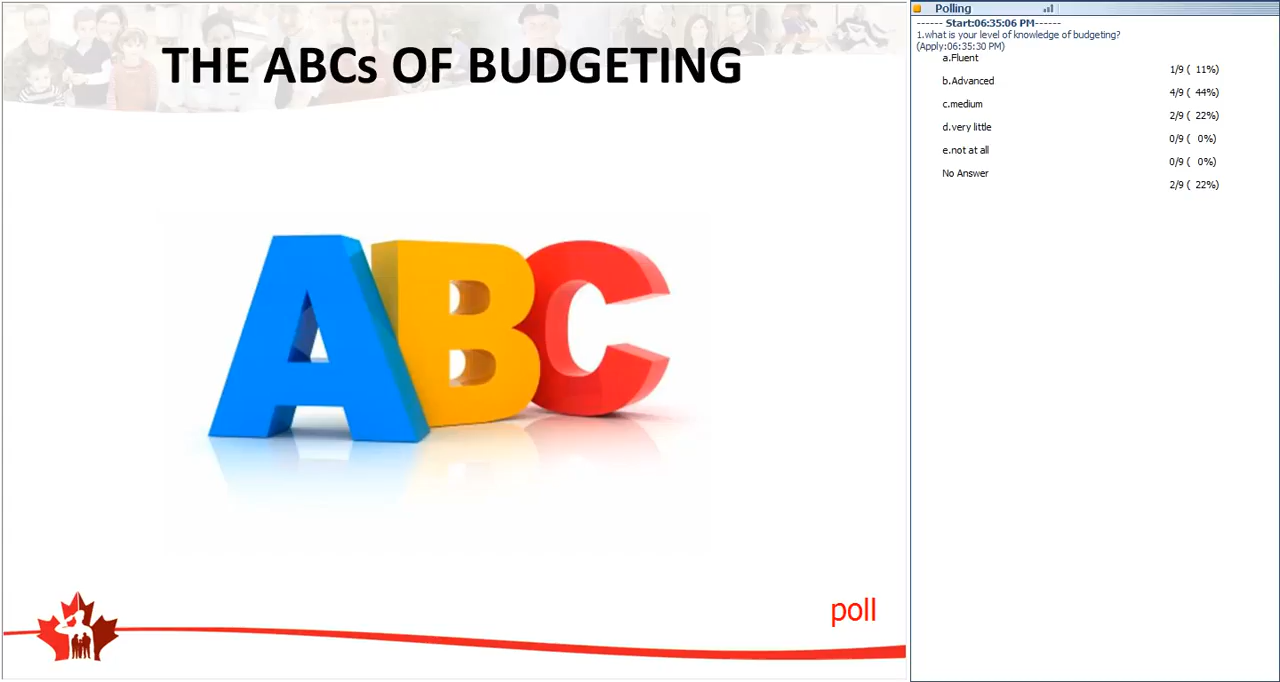 THE ABCs OF BUDGETING
ABC
poll
Polling
------ Start:06:35:06 PM------
1.what is your level of knowledge of budgeting?
(Apply:06:35:30 PM)
a.Fluent
1/9 ( 11%)
b.Advanced
4/9 ( 44%)
c.medium
2/9 ( 22%)
d.very little
0/9 ( 0%)
e.not at all
0/9 ( 0%)
No Answer
2/9 ( 22%)